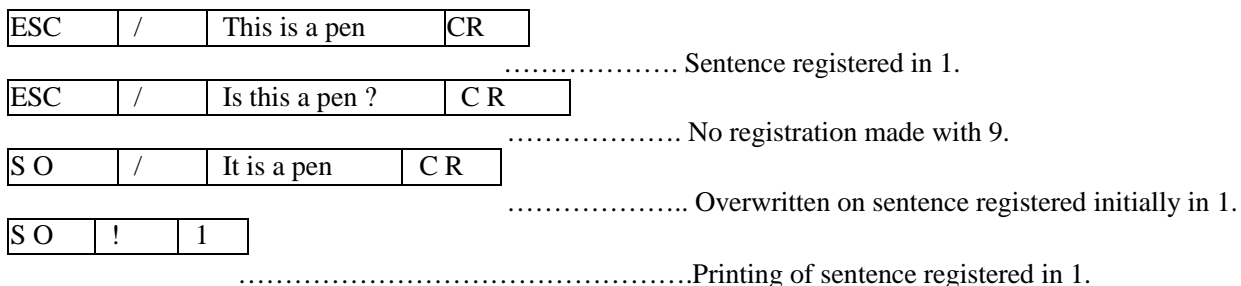 ESC / This is a pen CR
………………. Sentence registered in 1.
ESC / Is this a pen ? C R
………………. No registration made with 9.
S O / It is a pen C R
……………….. Overwritten on sentence registered initially in 1.
S O ! 1
………………………………………….Printing of sentence registered in 1.